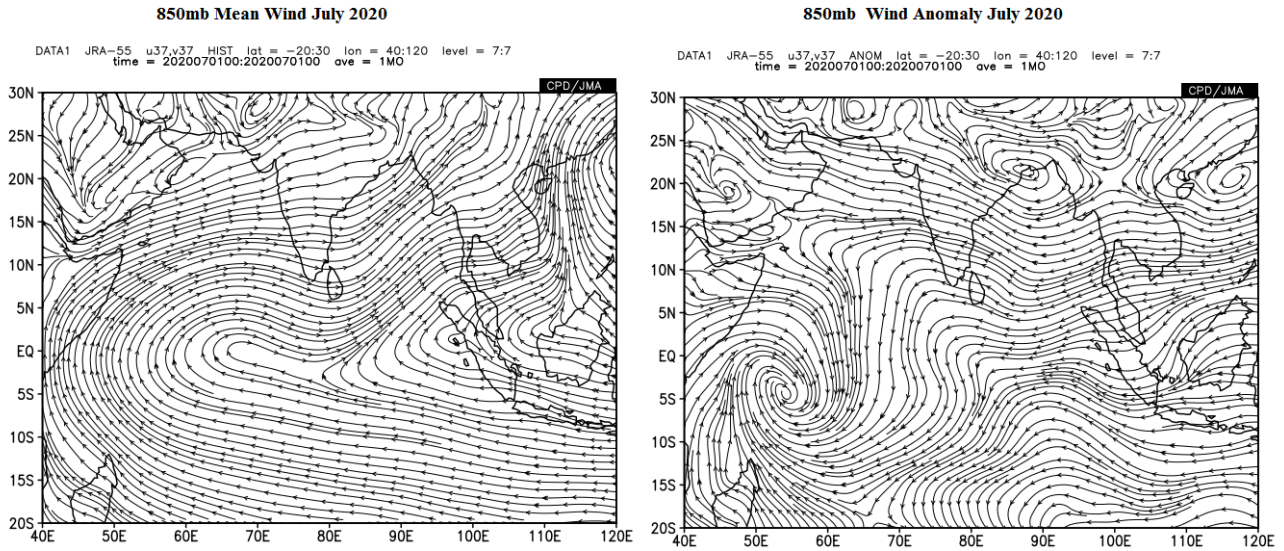 850mb Mean Wind July 2020
DATA1 JRA-55 u37,v37 HIST lat = -20:30 lon = 40:120 level = 7:7
time = 2020070100:2020070100 ave = 1MO
CPD/JMA
30N
25N
20N
15N
10N
5N
EQ
5S
10S
15S
20S
40E 50E 60E 70E 80E 90E 100E 110E 120E
850mb Wind Anomaly July 2020
DATA1 JRA-55 u37,v37 ANOM lat = -20:30 lon = 40:120 level = 7:7
time = 2020070100:2020070100 ave = 1MO
CPD/JMA
30N
25N
20N
15N
10N
5N
EQ
5S
10S
15S
20S
40E 50E 60E 70E 80E 90E 100E 110E 120E